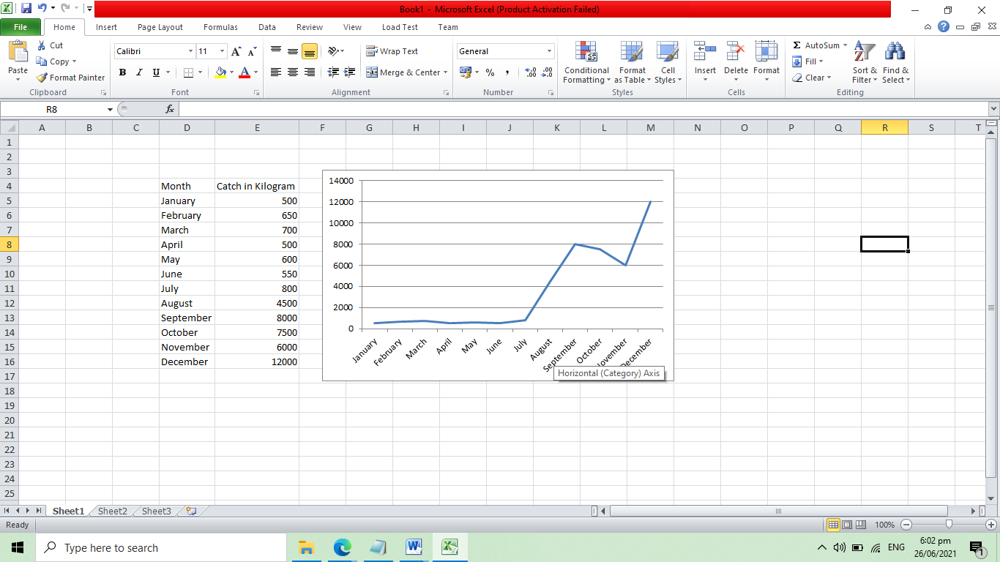 Book1 - Microsoft Excel (Product Activation Failed)
File Home Insert Page Layout Formulas Data Review View Load Test Team
Paste Cut Copy Format Painter Clipboard
Calibri 11 B I U A Font
Wrap Text Merge & Center Alignment
General % , Number
Conditional Formatting Format as Table Cell Styles Styles
Insert Delete Format Cells
Σ AutoSum Fill Clear Sort & Filter Find & Select Editing
R8 fx
A B C D E F G H I J K L M N O P Q R S T
1
2
3
4 Month Catch in Kilogram
5 January 500
6 February 650
7 March 700
8 April 500
9 May 600
10 June 550
11 July 800
12 August 4500
13 September 8000
14 October 7500
15 November 6000
16 December 12000
17
18
19
20
21
22
23
24
25
14000
12000
10000
8000
6000
4000
2000
0
January February March April May June July August September October November December
Horizontal (Category) Axis
Sheet1 Sheet2 Sheet3
Ready 100%
Type here to search
ENG 6:02 pm
26/06/2021 1